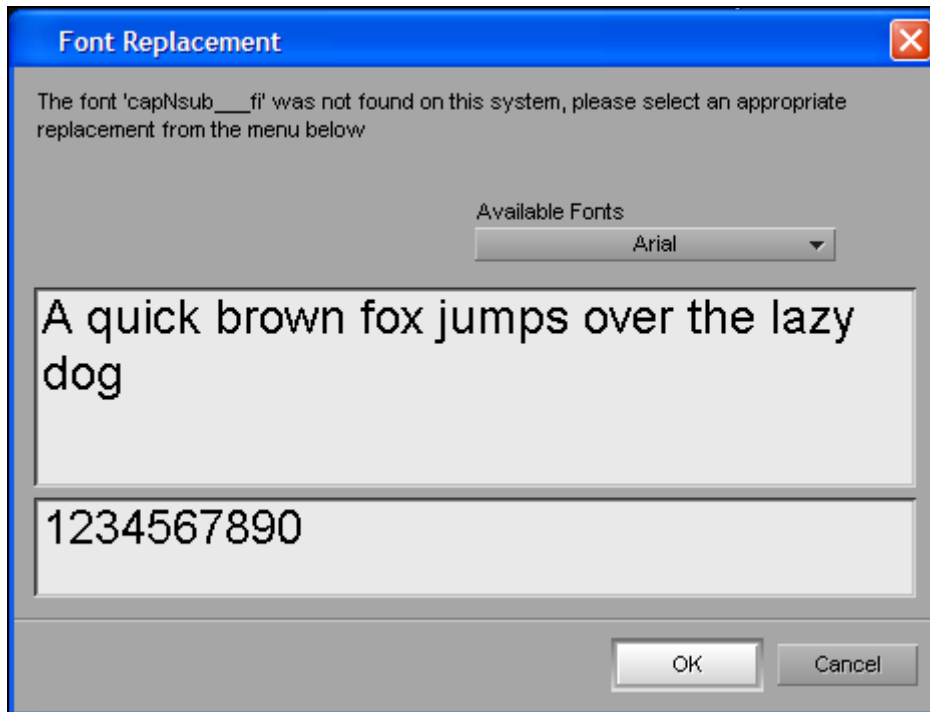 Font Replacement
The font 'capNsub___fi' was not found on this system, please select an appropriate
replacement from the menu below
Available Fonts
Arial
A quick brown fox jumps over the lazy
dog
1234567890
OK
Cancel